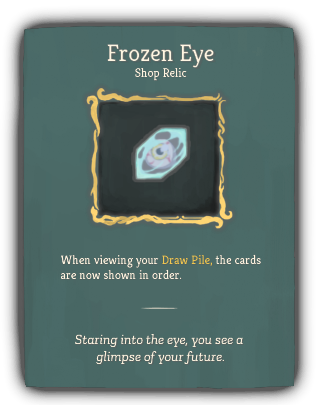 Frozen Eye
Shop Relic
When viewing your Draw Pile, the cards
are now shown in order.
Staring into the eye, you see a
glimpse of your future.